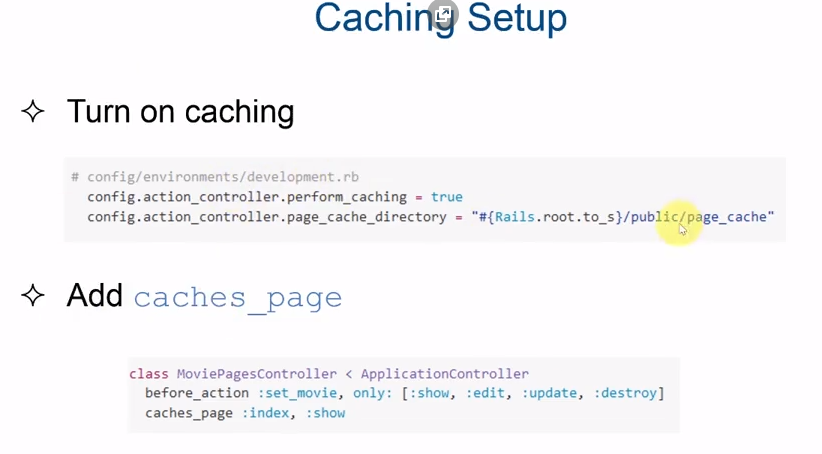 Caching Setup
Turn on caching
# config/environments/development.rb
config.action_controller.perform_caching = true
config.action_controller.page_cache_directory = "#{Rails.root.to_s}/public/page_cache"
Add caches_page
class MoviePagesController < ApplicationController
before_action :set_movie, only: [:show, :edit, :update, :destroy]
caches_page :index, :show